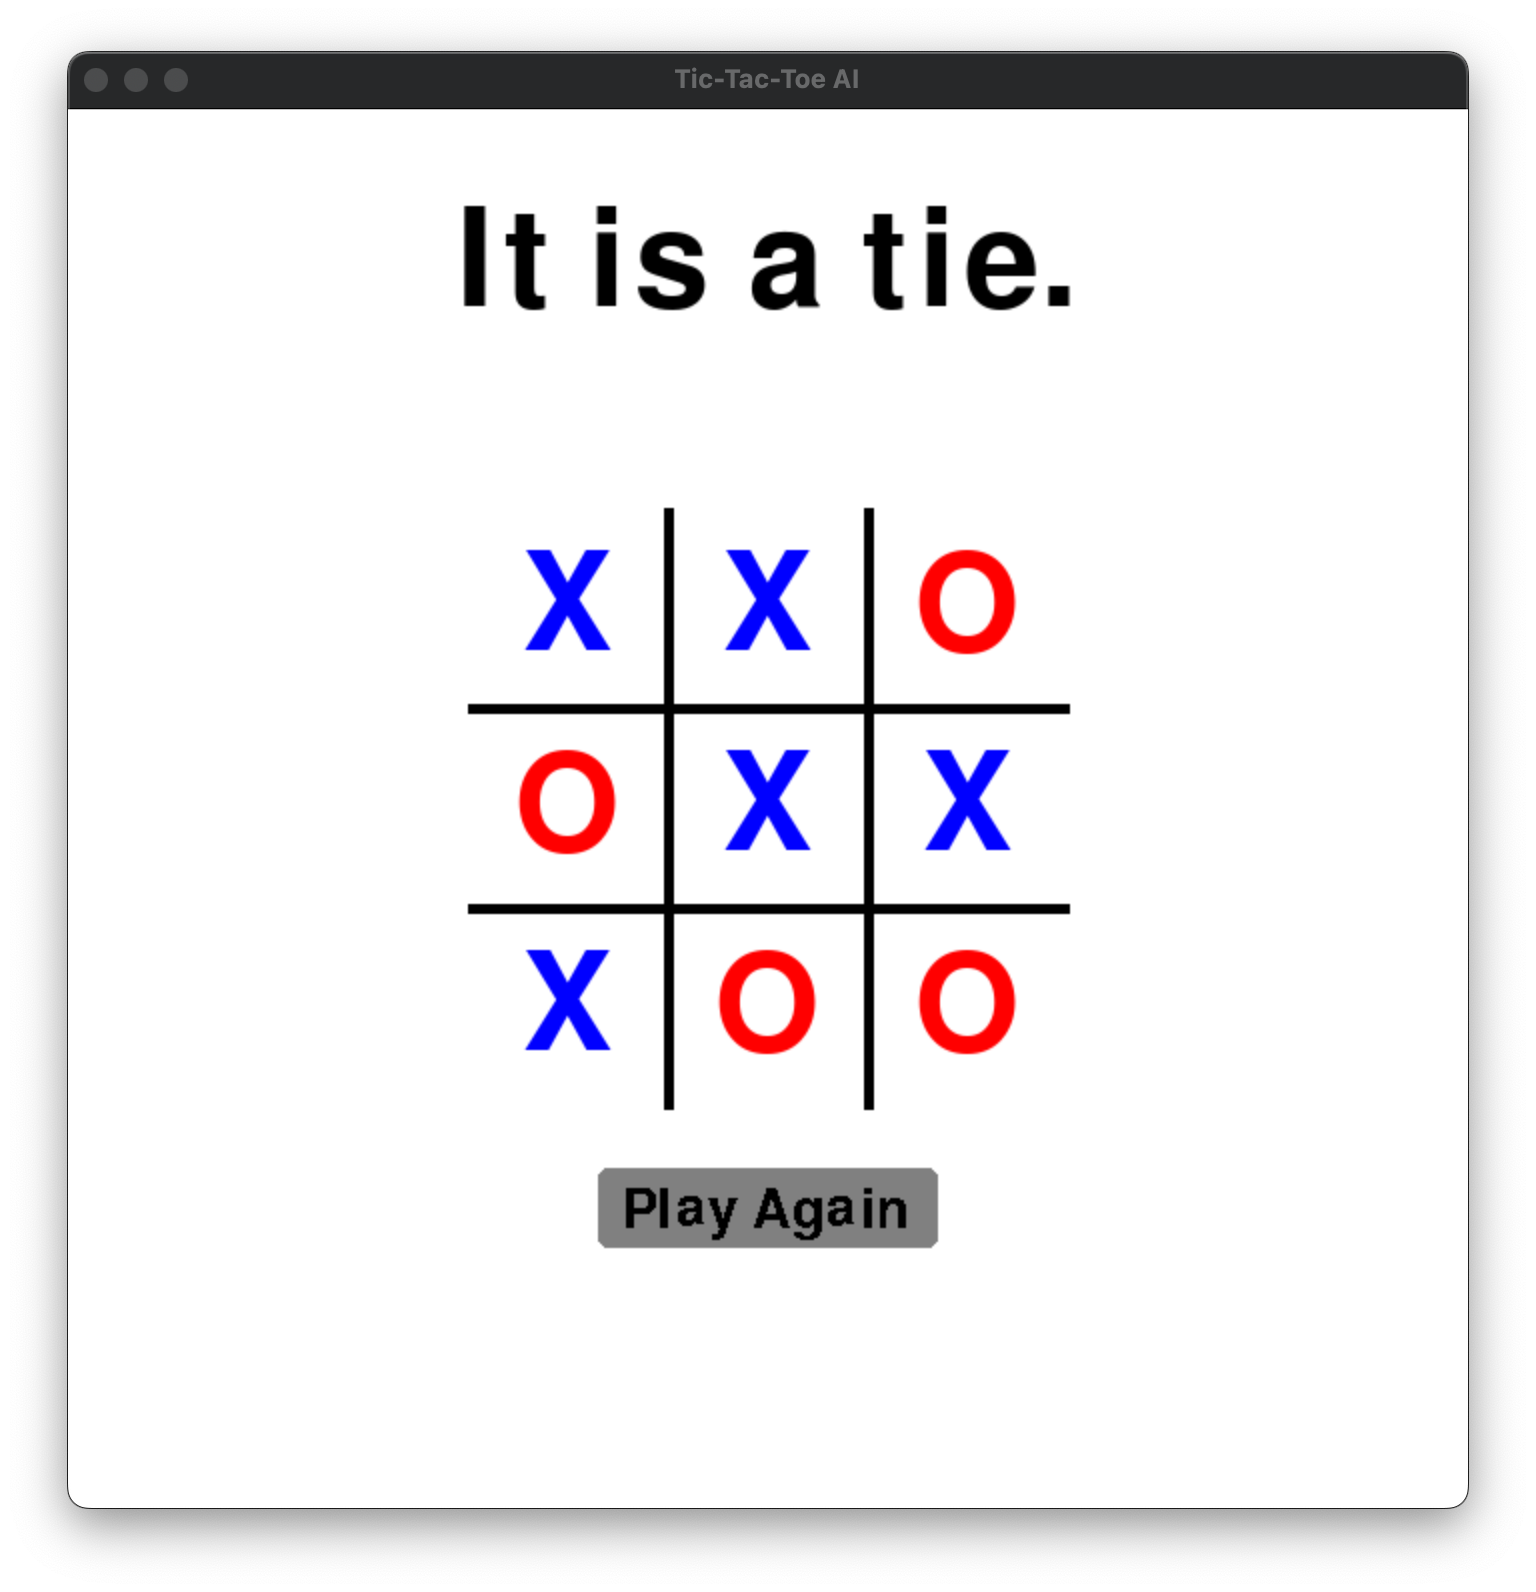 Tic-Tac-Toe AI
It is a tie.
X X O
O X X
X O O
Play Again